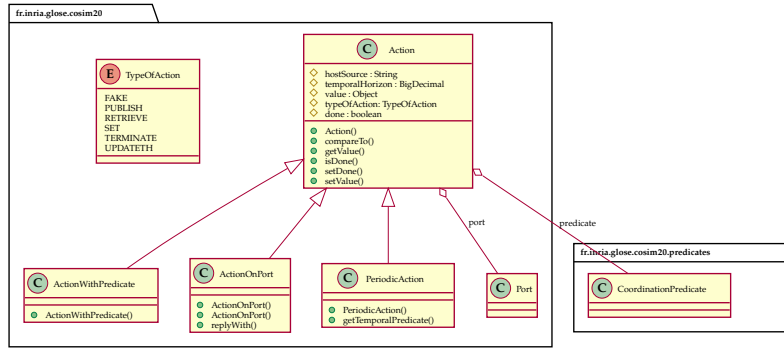 fr.inria.glose.cosim20
C Action
hostSource : String
temporalHorizon : BigDecimal
value : Object
typeOfAction: TypeOfAction
done : boolean
Action()
compareTo()
getValue()
isDone()
setDone()
setValue()
E TypeOfAction
FAKE
PUBLISH
RETRIEVE
SET
TERMINATE
UPDATETH
port
predicate
fr.inria.glose.cosim20.predicates
C ActionWithPredicate
ActionWithPredicate()
C ActionOnPort
ActionOnPort()
ActionOnPort()
replyWith()
C PeriodicAction
PeriodicAction()
getTemporalPredicate()
C Port
C CoordinationPredicate